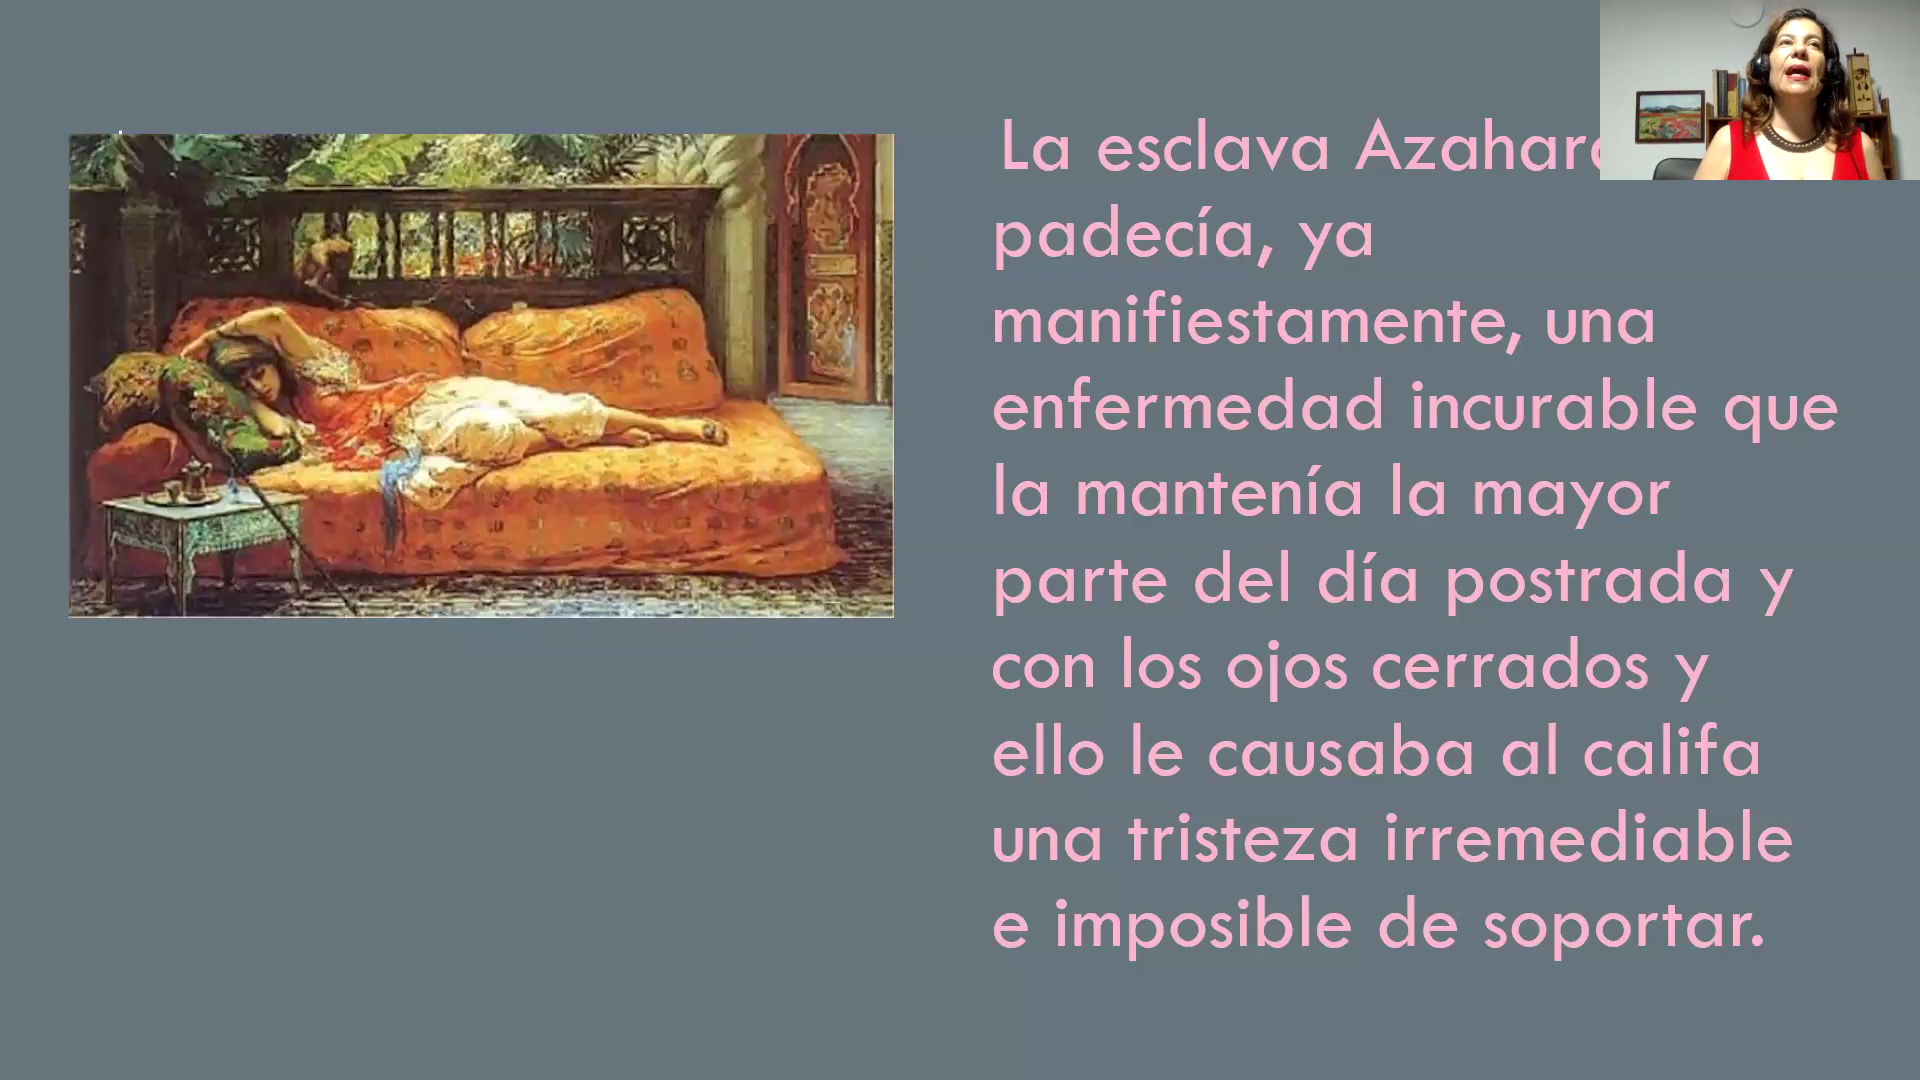 La esclava Azahara
padecía, ya
manifiestamente, una
enfermedad incurable que
la mantenía la mayor
parte del día postrada y
con los ojos cerrados y
ello le causaba al califa
una tristeza irremediable
e imposible de soportar.